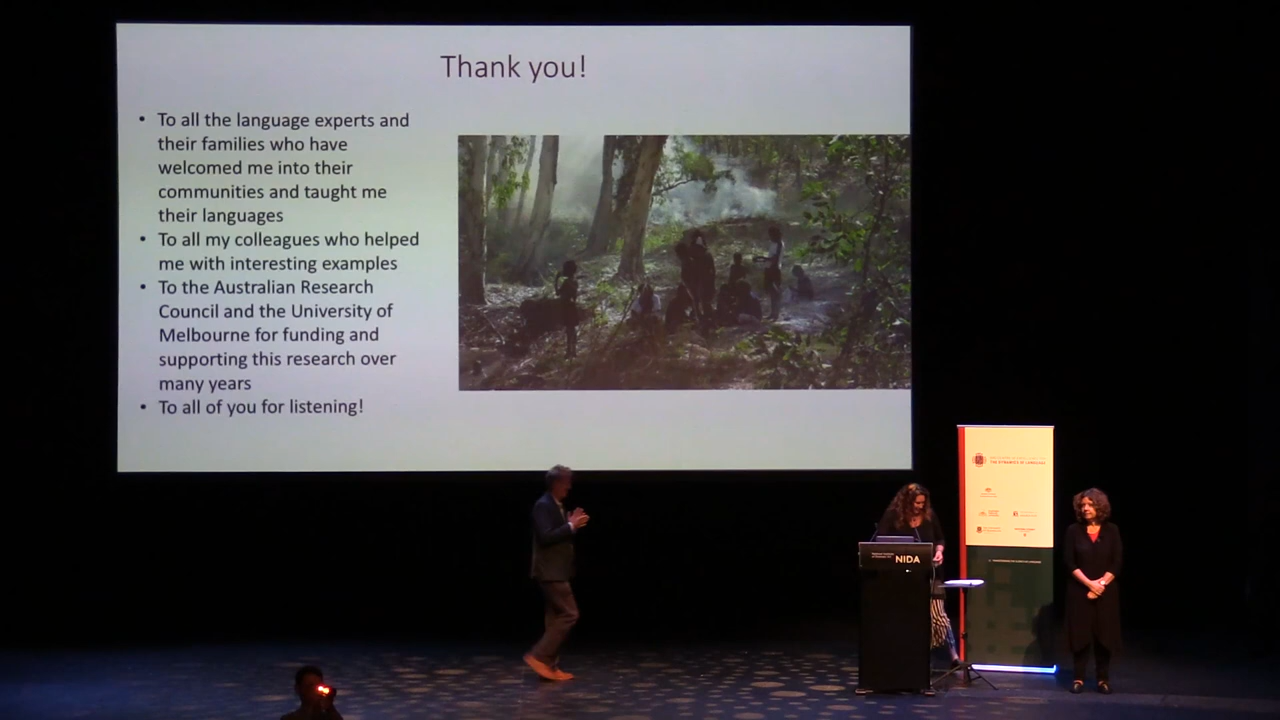 Thank you!
• To all the language experts and
their families who have
welcomed me into their
communities and taught me
their languages
• To all my colleagues who helped
me with interesting examples
• To the Australian Research
Council and the University of
Melbourne for funding and
supporting this research over
many years
• To all of you for listening!
THE DYNAMICS OF LANGUAGE
NIDA